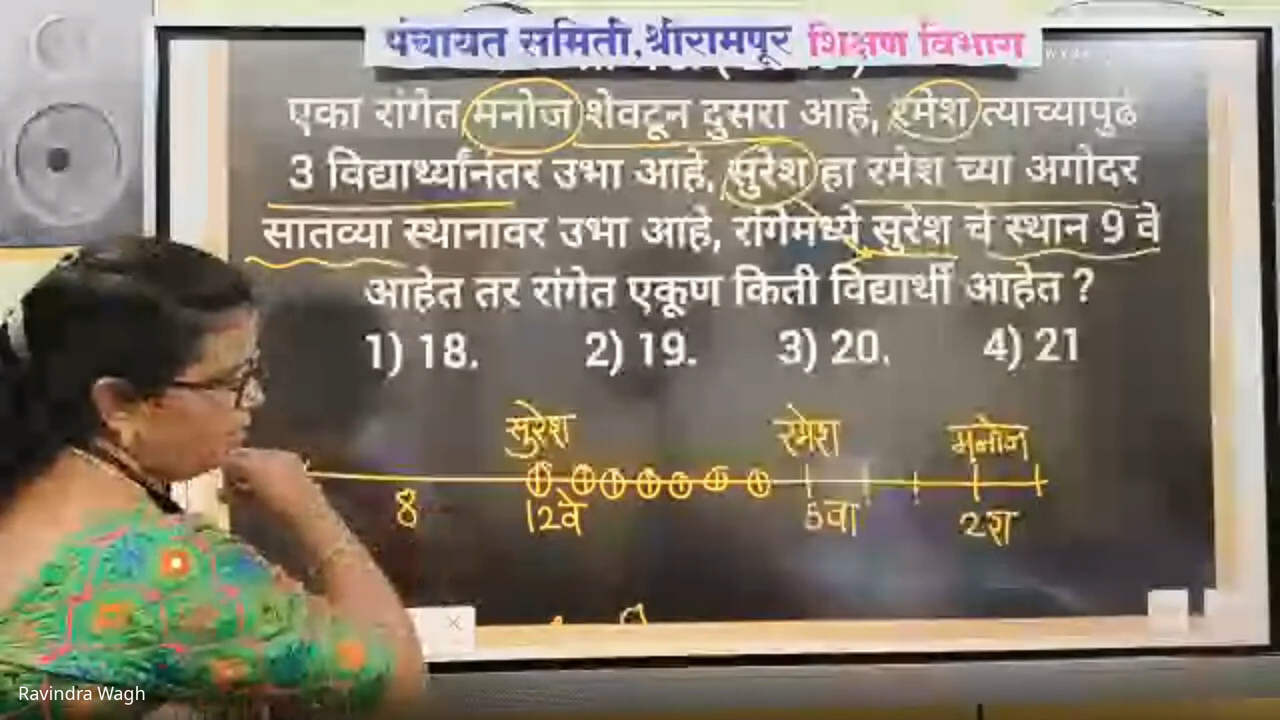 पंचायत समिती,श्रीरामपूर शिक्षण विभाग
एका रांगेत मनोज शेवटून दुसरा आहे, रमेश त्याच्यापुढे
3 विद्यार्थ्यांनंतर उभा आहे, सुरेश हा रमेश च्या अगोदर
सातव्या स्थानावर उभा आहे, रांगेमध्ये सुरेश चे स्थान 9 वे
आहेत तर रांगेत एकूण किती विद्यार्थी आहेत ?
1) 18. 2) 19. 3) 20. 4) 21
सुरेश रमेश मनोज
8 12वे 5वा 2रा
Ravindra Wagh